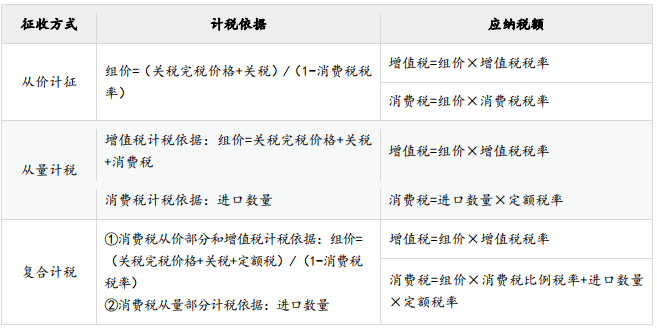 征收方式 计税依据 应纳税额
从价计征
组价=（关税完税价格+关税）/（1-消费税税
率）
增值税=组价×增值税税率
消费税=组价×消费税税率
从量计税
增值税计税依据：组价=关税完税价格+关税
+消费税
增值税=组价×增值税税率
消费税计税依据：进口数量
消费税=进口数量×定额税率
复合计税
①消费税从价部分和增值税计税依据：组价=
（关税完税价格+关税+定额税）/（1-消费税
税率）
②消费税从量部分计税依据：进口数量
增值税=组价×增值税税率
消费税=组价×消费税比例税率+进口数量
×定额税率